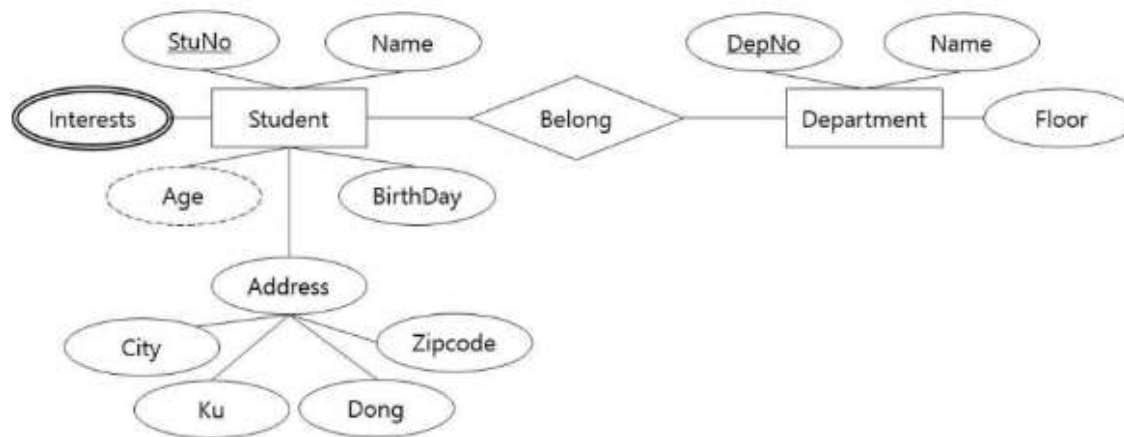 StuNo
Name
DepNo
Name
Interests
Student
Belong
Department
Floor
Age
BirthDay
Address
City
Zipcode
Ku
Dong